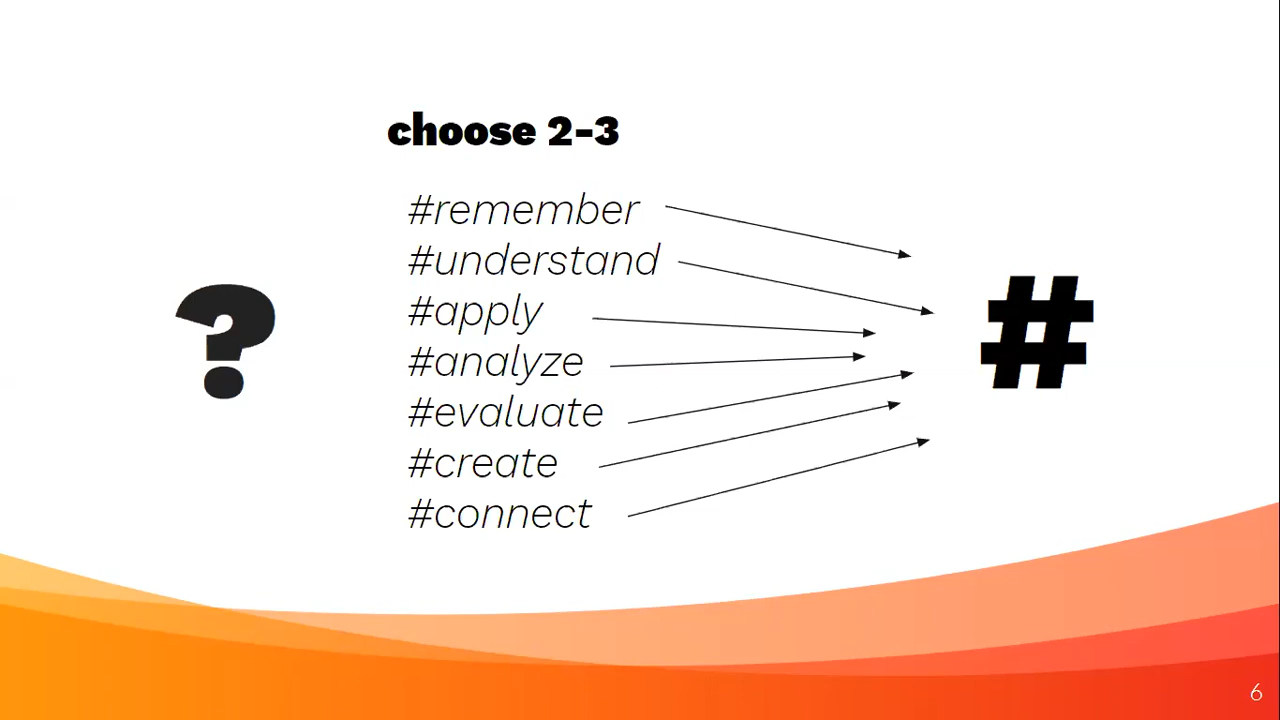 choose 2-3
#remember
#understand
#apply
#analyze
#evaluate
#create
#connect
?
#
6